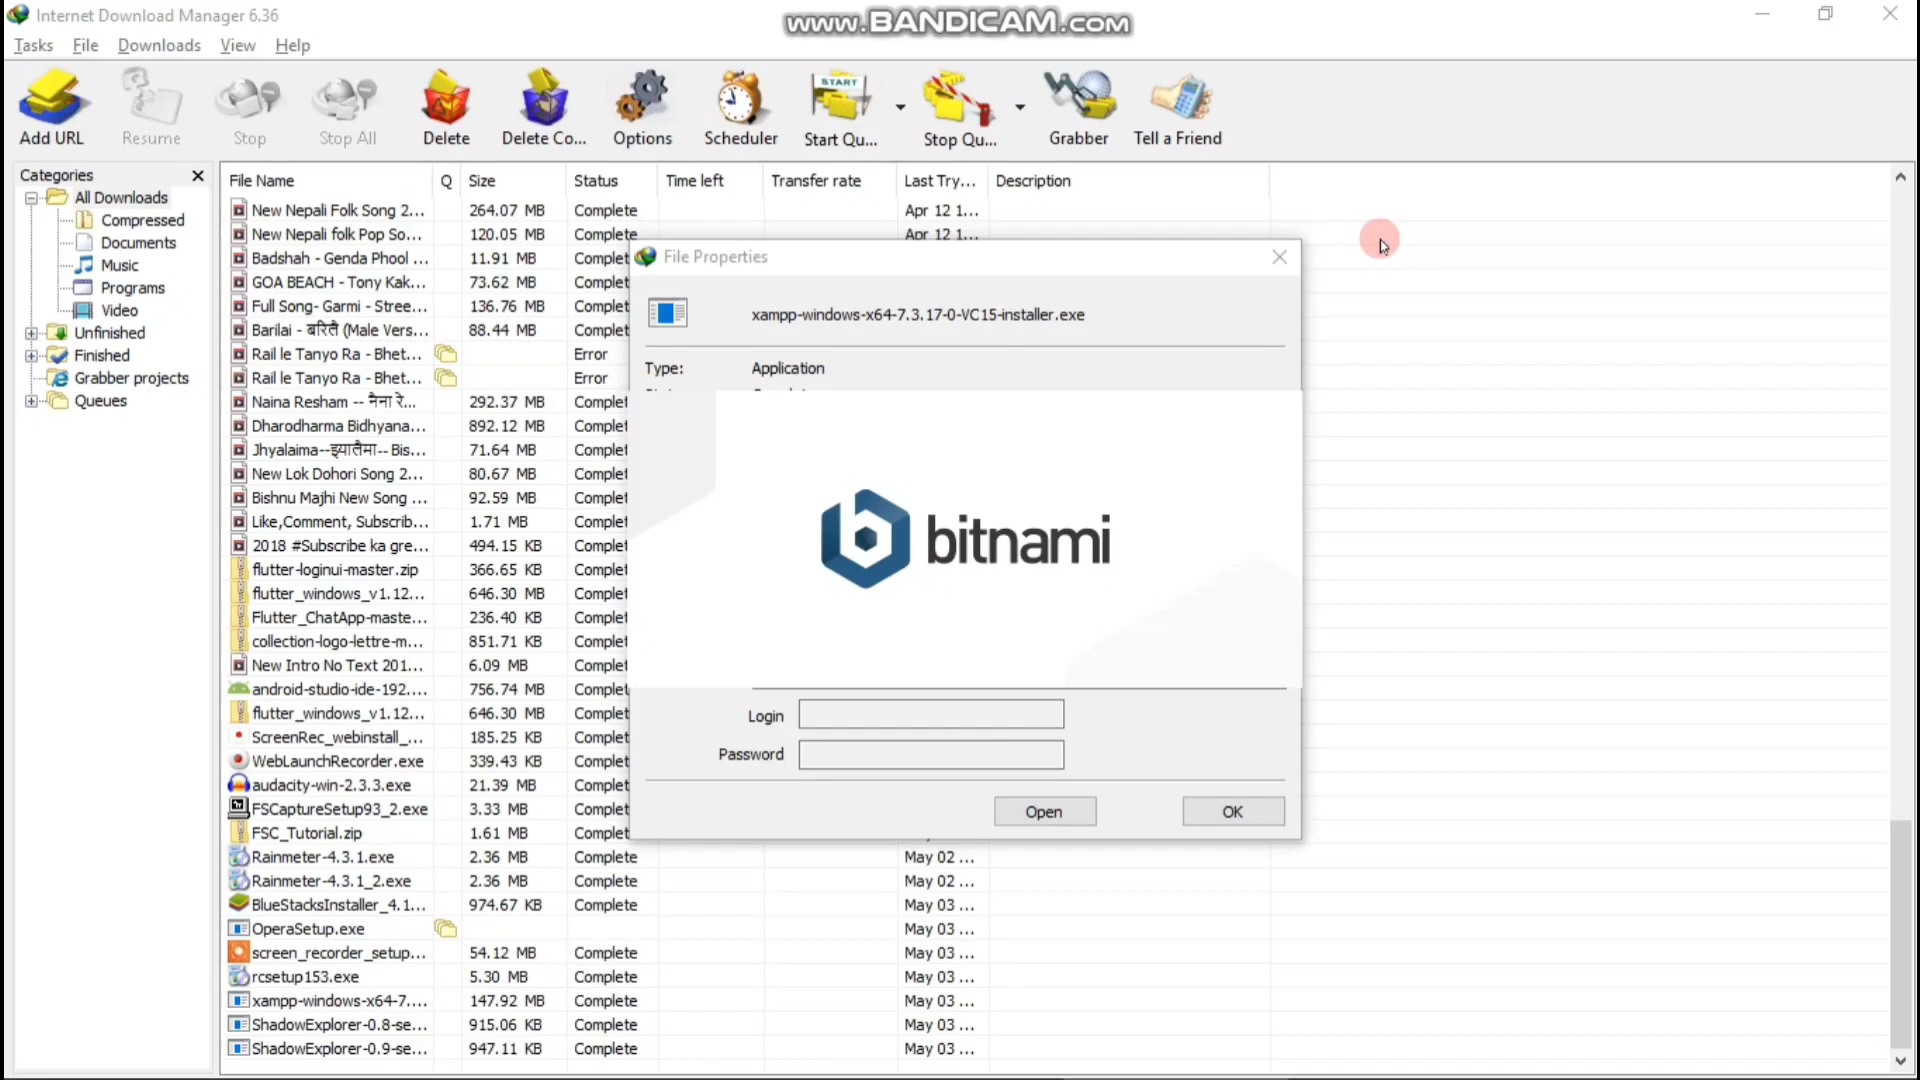 Internet Download Manager 6.36
www.BANDICAM.com
Tasks File Downloads View Help
Add URL Resume Stop Stop All Delete Delete Co... Options Scheduler Start Qu... Stop Qu... Grabber Tell a Friend
START
Categories
All Downloads
Compressed
Documents
Music
Programs
Video
Unfinished
Finished
Grabber projects
Queues
File Name Q Size Status Time left Transfer rate Last Try... Description
New Nepali Folk Song 2... 264.07 MB Complete Apr 12 1...
New Nepali folk Pop So... 120.05 MB Complete Apr 12 1...
Badshah - Genda Phool ... 11.91 MB Complet
GOA BEACH - Tony Kak... 73.62 MB Complet
Full Song- Garmi - Stree... 136.76 MB Complet
Barilai - बरिलै (Male Vers... 88.44 MB Complet
Rail le Tanyo Ra - Bhet... Error
Rail le Tanyo Ra - Bhet... Error
Naina Resham -- नैना रे... 292.37 MB Complet
Dharodharma Bidhyana... 892.12 MB Complet
Jhyalaima--झ्यालैमा-- Bis... 71.64 MB Complet
New Lok Dohori Song 2... 80.67 MB Complet
Bishnu Majhi New Song ... 92.59 MB Complet
Like,Comment, Subscrib... 1.71 MB Complet
2018 #Subscribe ka gre... 494.15 KB Complet
flutter-loginui-master.zip 366.65 KB Complet
flutter_windows_v1.12... 646.30 MB Complet
Flutter_ChatApp-maste... 236.40 KB Complet
collection-logo-lettre-m... 851.71 KB Complet
New Intro No Text 201... 6.09 MB Complet
android-studio-ide-192.... 756.74 MB Complet
flutter_windows_v1.12... 646.30 MB Complet
ScreenRec_webinstall_... 185.25 KB Complet
WebLaunchRecorder.exe 339.43 KB Complet
audacity-win-2.3.3.exe 21.39 MB Complet
FSCaptureSetup93_2.exe 3.33 MB Complet
FSC_Tutorial.zip 1.61 MB Complet
Rainmeter-4.3.1.exe 2.36 MB Complete May 02 ...
Rainmeter-4.3.1_2.exe 2.36 MB Complete May 02 ...
BlueStacksInstaller_4.1... 974.67 KB Complete May 03 ...
OperaSetup.exe May 03 ...
screen_recorder_setup... 54.12 MB Complete May 03 ...
rcsetup153.exe 5.30 MB Complete May 03 ...
xampp-windows-x64-7.... 147.92 MB Complete May 03 ...
ShadowExplorer-0.8-se... 915.06 KB Complete May 03 ...
ShadowExplorer-0.9-se... 947.11 KB Complete May 03 ...
File Properties
xampp-windows-x64-7.3.17-0-VC15-installer.exe
Type: Application
bitnami
Login
Password
Open OK